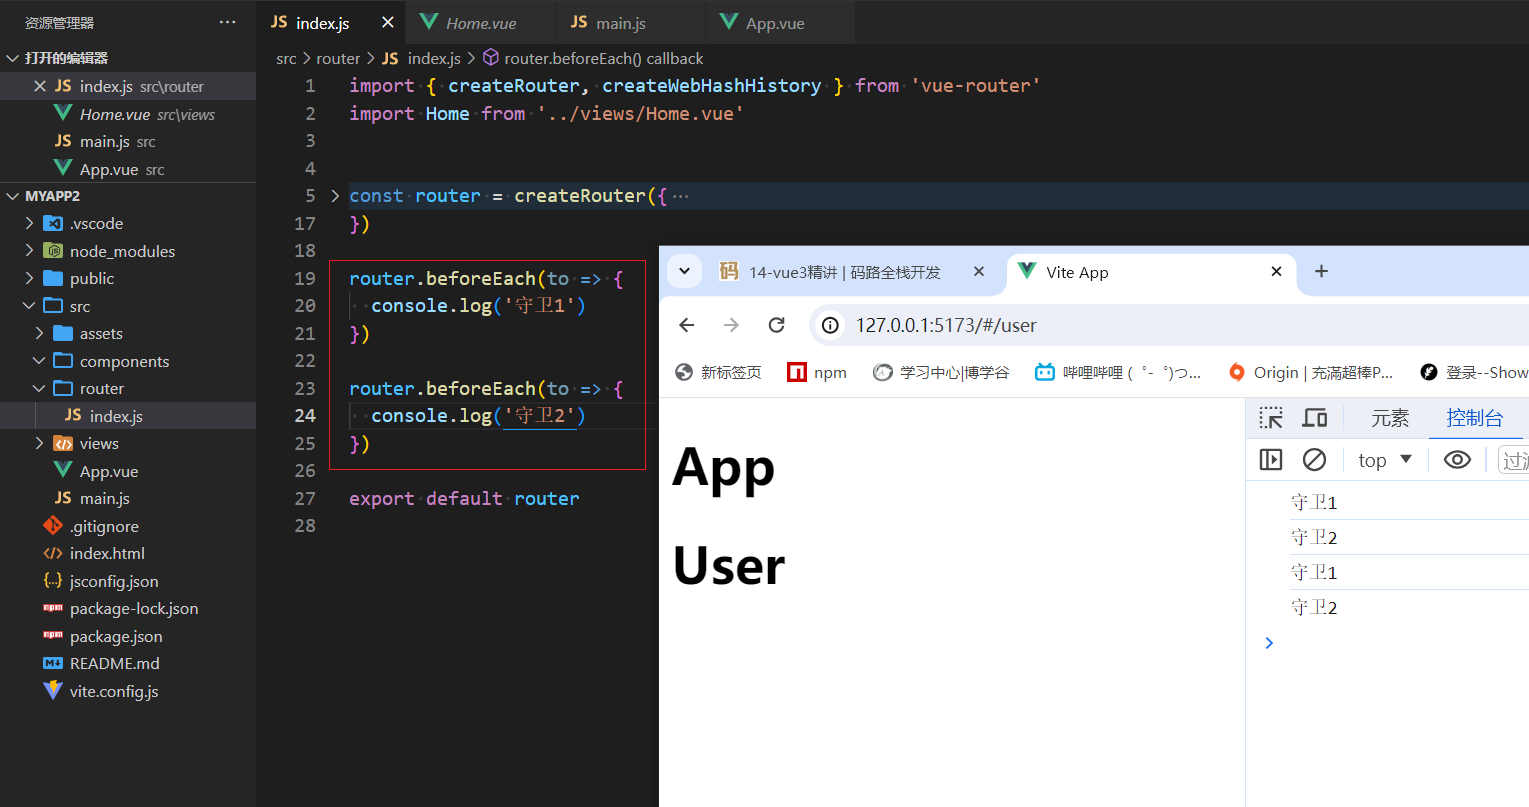 资源管理器 ···
打开的编辑器
JS index.js src\router
Home.vue src\views
JS main.js src
App.vue src
MYAPP2
.vscode
node_modules
public
src
assets
components
router
JS index.js
views
App.vue
JS main.js
.gitignore
index.html
{..} jsconfig.json
npm package-lock.json
npm package.json
README.md
vite.config.js
JS index.js
Home.vue
JS main.js
App.vue
src > router > JS index.js > router.beforeEach() callback
1 import { createRouter, createWebHashHistory } from 'vue-router'
2 import Home from '../views/Home.vue'
3
4
5 const router = createRouter({ ···
17 })
18
19 router.beforeEach(to => {
20 console.log('守卫1')
21 })
22
23 router.beforeEach(to => {
24 console.log('守卫2')
25 })
26
27 export default router
28
码 14-vue3精讲 | 码路全栈开发
Vite App
127.0.0.1:5173/#/user
新标签页
npm
学习中心|博学谷
哔哩哔哩 ( ゜- ゜)つ...
Origin | 充满超棒P...
登录--Show
App
User
元素
控制台
top
过滤
守卫1
守卫2
守卫1
守卫2